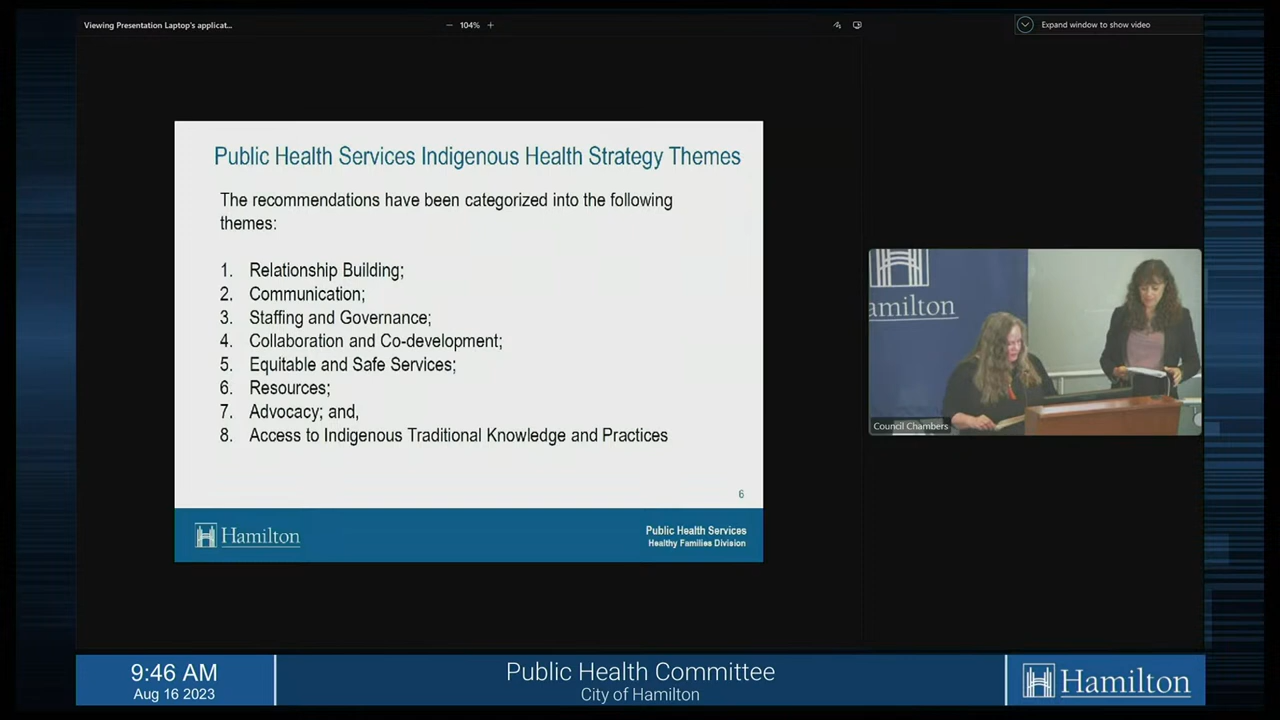 Viewing Presentation Laptop's applicat...
104%
Expand window to show video
Public Health Services Indigenous Health Strategy Themes
The recommendations have been categorized into the following
themes:
1. Relationship Building;
2. Communication;
3. Staffing and Governance;
4. Collaboration and Co-development;
5. Equitable and Safe Services;
6. Resources;
7. Advocacy; and,
8. Access to Indigenous Traditional Knowledge and Practices
6
Hamilton
Public Health Services
Healthy Families Division
amilton
Council Chambers
9:46 AM
Aug 16 2023
Public Health Committee
City of Hamilton
Hamilton